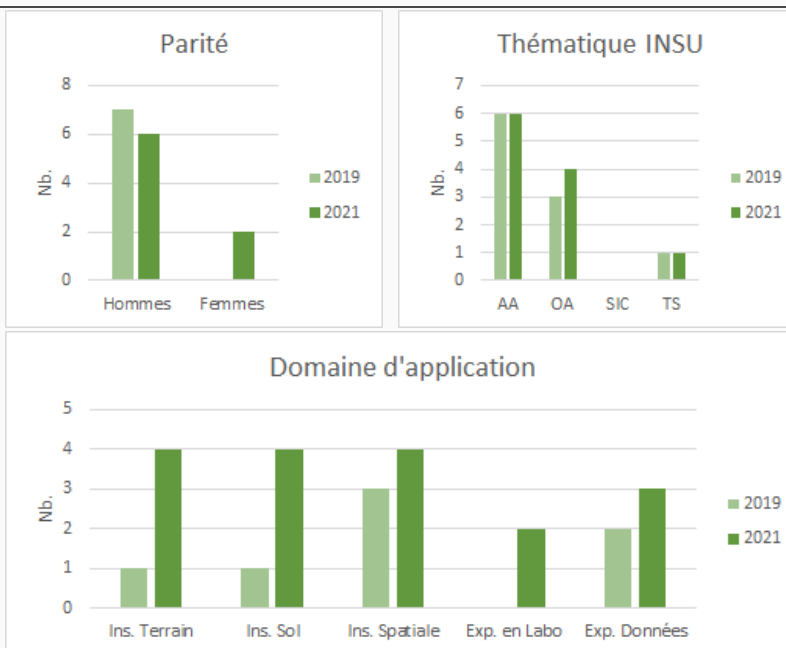 Parité
8
6
4
2
0
Nb.
Hommes Femmes
2019
2021
Thématique INSU
7
6
5
4
3
2
1
0
Nb.
AA OA SIC TS
2019
2021
Domaine d'application
5
4
3
2
1
0
Nb.
Ins. Terrain Ins. Sol Ins. Spatiale Exp. en Labo Exp. Données
2019
2021